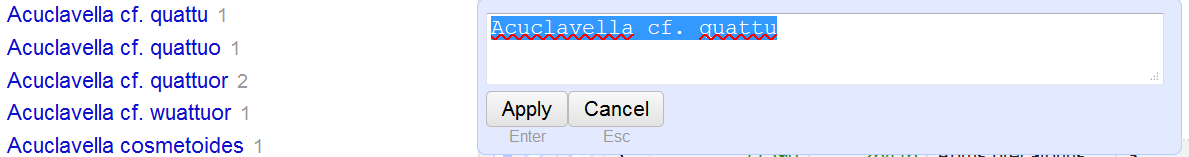 Acuclavella cf. quattu 1
Acuclavella cf. quattuo 1
Acuclavella cf. quattuor 2
Acuclavella cf. wuattuor 1
Acuclavella cosmetoides 1
Acuclavella cf. quattu
Apply Cancel
Enter Esc